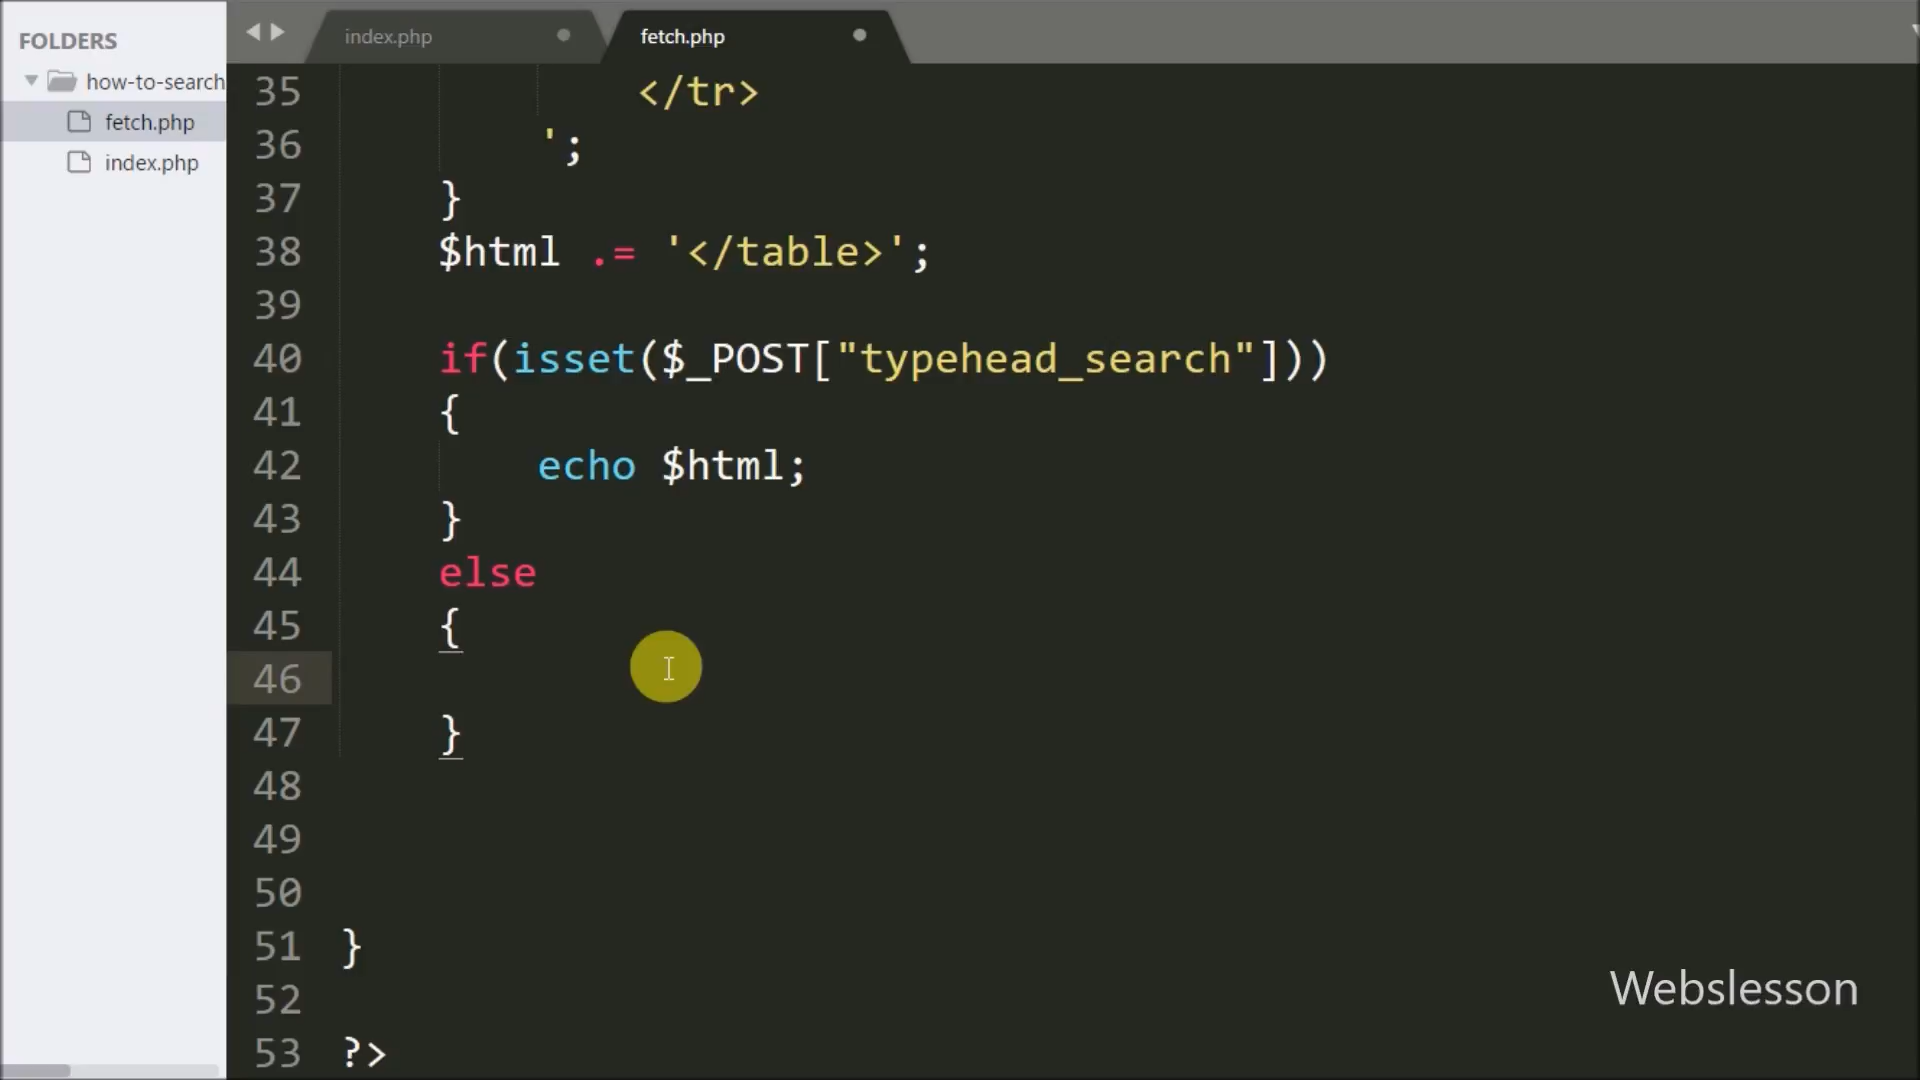 FOLDERS
how-to-search
fetch.php
index.php
index.php
fetch.php
35 </tr>
36 ';
37 }
38 $html .= '</table>';
39
40 if(isset($_POST["typehead_search"]))
41 {
42 echo $html;
43 }
44 else
45 {
46
47 }
48
49
50
51 }
52
53 ?>
Webslesson